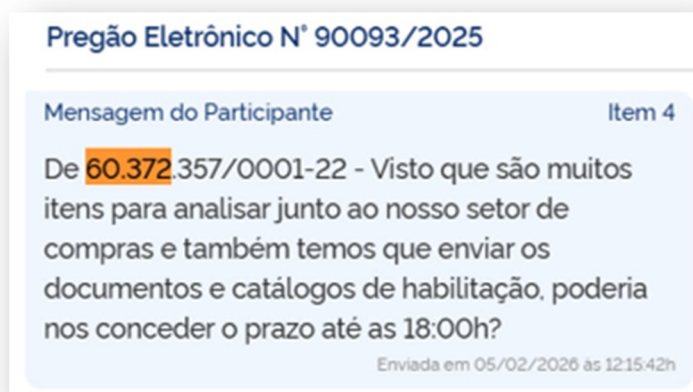 Pregão Eletrônico N° 90093/2025
Mensagem do Participante Item 4
De 60.372.357/0001-22 - Visto que são muitos
itens para analisar junto ao nosso setor de
compras e também temos que enviar os
documentos e catálogos de habilitação, poderia
nos conceder o prazo até as 18:00h?
Enviada em 05/02/2026 às 12:15:42h